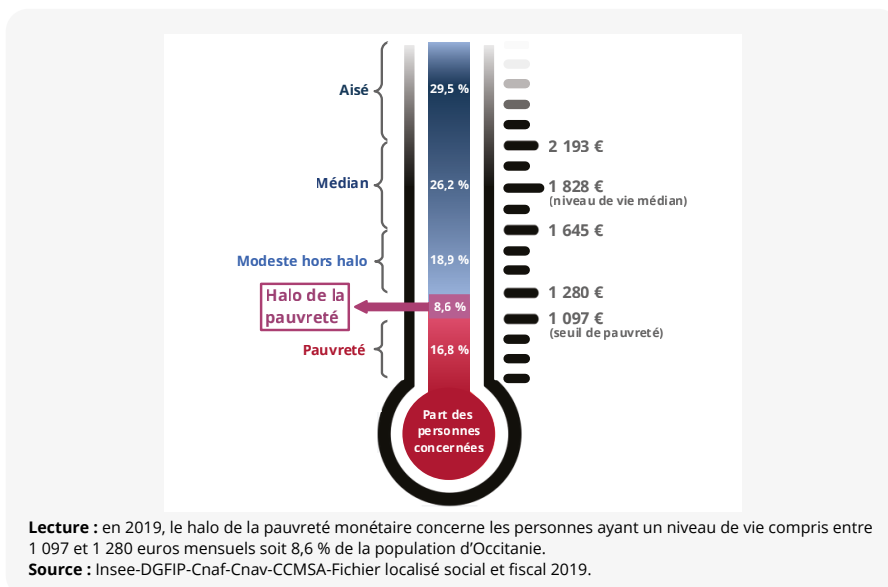 Aisé
29,5 %
2 193 €
Médian
26,2 %
1 828 €
(niveau de vie médian)
1 645 €
Modeste hors halo
18,9 %
1 280 €
Halo de la
pauvreté
8,6 %
1 097 €
(seuil de pauvreté)
Pauvreté
16,8 %
Part des
personnes
concernées
Lecture : en 2019, le halo de la pauvreté monétaire concerne les personnes ayant un niveau de vie compris entre
1 097 et 1 280 euros mensuels soit 8,6 % de la population d’Occitanie.
Source : Insee-DGFIP-Cnaf-Cnav-CCMSA-Fichier localisé social et fiscal 2019.